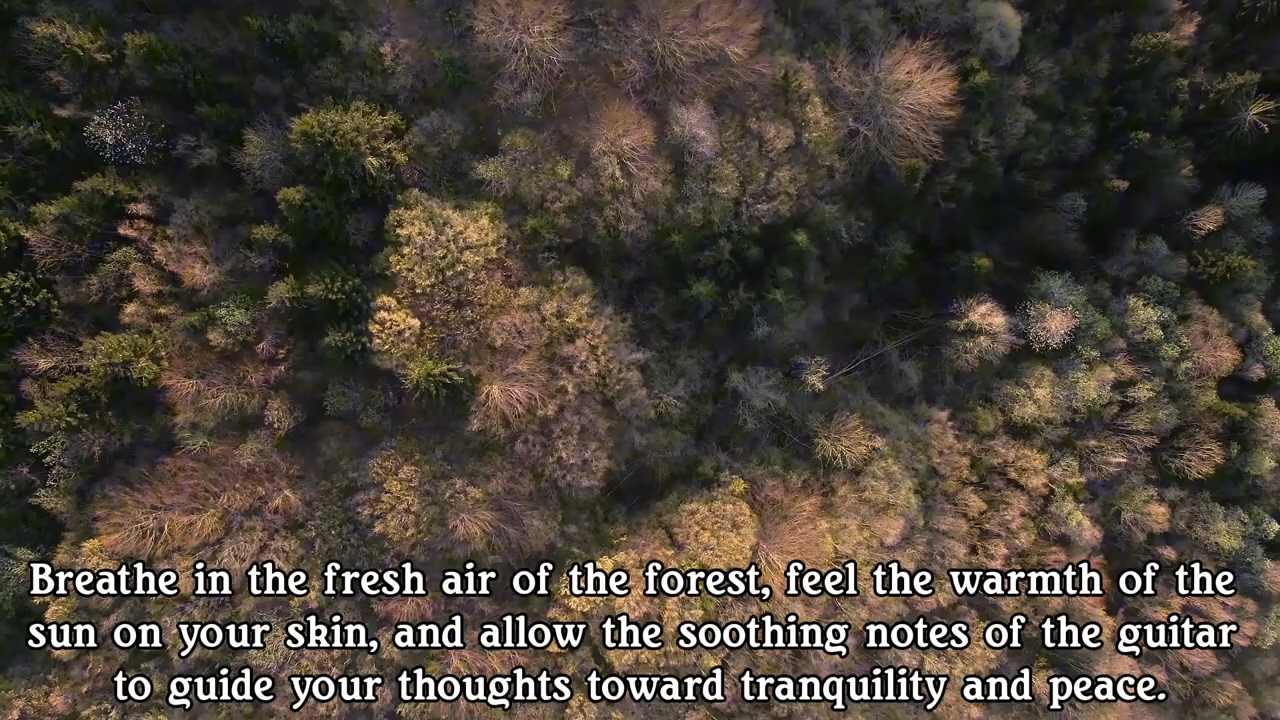 Breathe in the fresh air of the forest, feel the warmth of the
sun on your skin, and allow the soothing notes of the guitar
to guide your thoughts toward tranquility and peace.